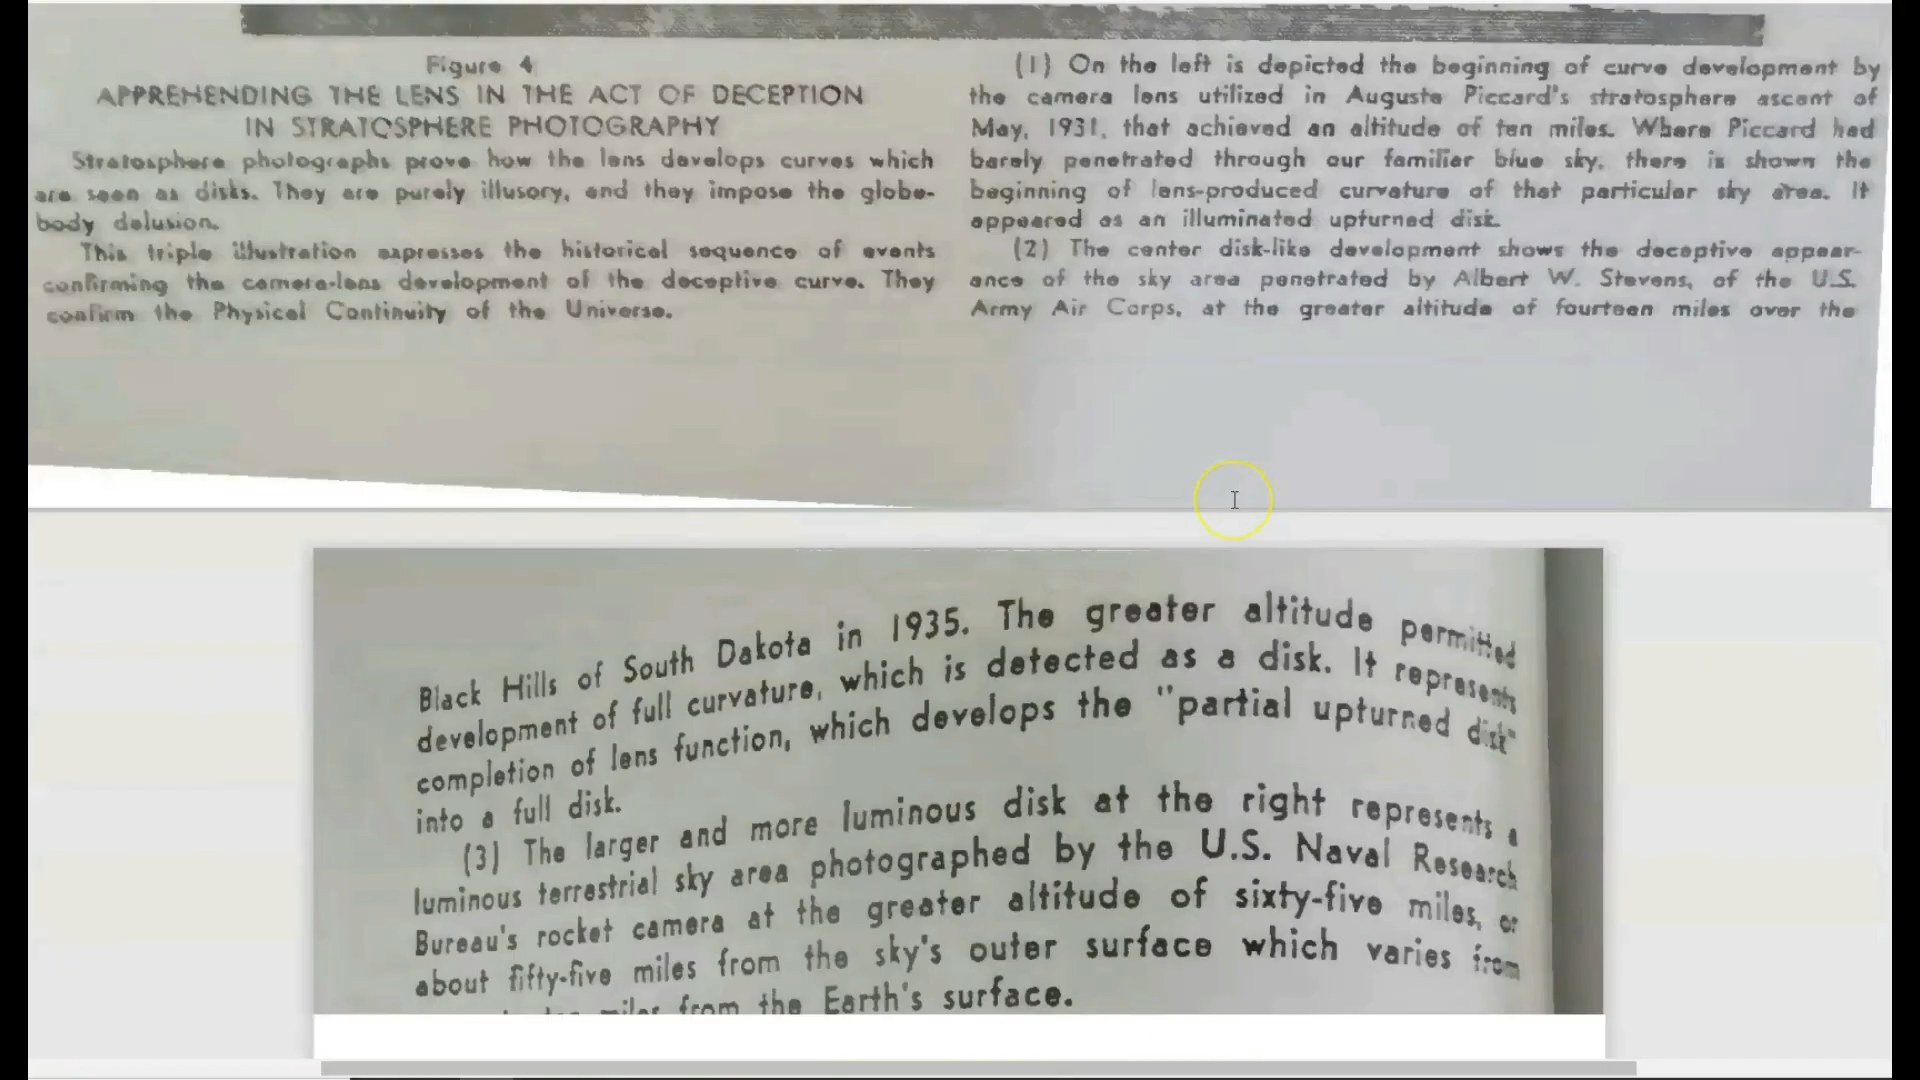 Figure 4
APPREHENDING THE LENS IN THE ACT OF DECEPTION
IN STRATOSPHERE PHOTOGRAPHY
Stratosphere photographs prove how the lens develops curves which
are seen as disks. They are purely illusory, and they impose the globe-
body delusion.
This triple illustration expresses the historical sequence of events
confirming the camera-lens development of the deceptive curve. They
confirm the Physical Continuity of the Universe.
(1) On the left is depicted the beginning of curve development by
the camera lens utilized in Auguste Piccard's stratosphere ascent of
May, 1931, that achieved an altitude of ten miles. Where Piccard had
barely penetrated through our familiar blue sky, there is shown the
beginning of lens-produced curvature of that particular sky area. It
appeared as an illuminated upturned disk.
(2) The center disk-like development shows the deceptive appear-
ance of the sky area penetrated by Albert W. Stevens, of the U.S.
Army Air Corps, at the greater altitude of fourteen miles over the
Black Hills of South Dakota in 1935. The greater altitude permitted
development of full curvature, which is detected as a disk. It represents
completion of lens function, which develops the "partial upturned disk"
into a full disk.
(3) The larger and more luminous disk at the right represents a
luminous terrestrial sky area photographed by the U.S. Naval Research
Bureau's rocket camera at the greater altitude of sixty-five miles, or
about fifty-five miles from the sky's outer surface which varies from
miles from the Earth's surface.